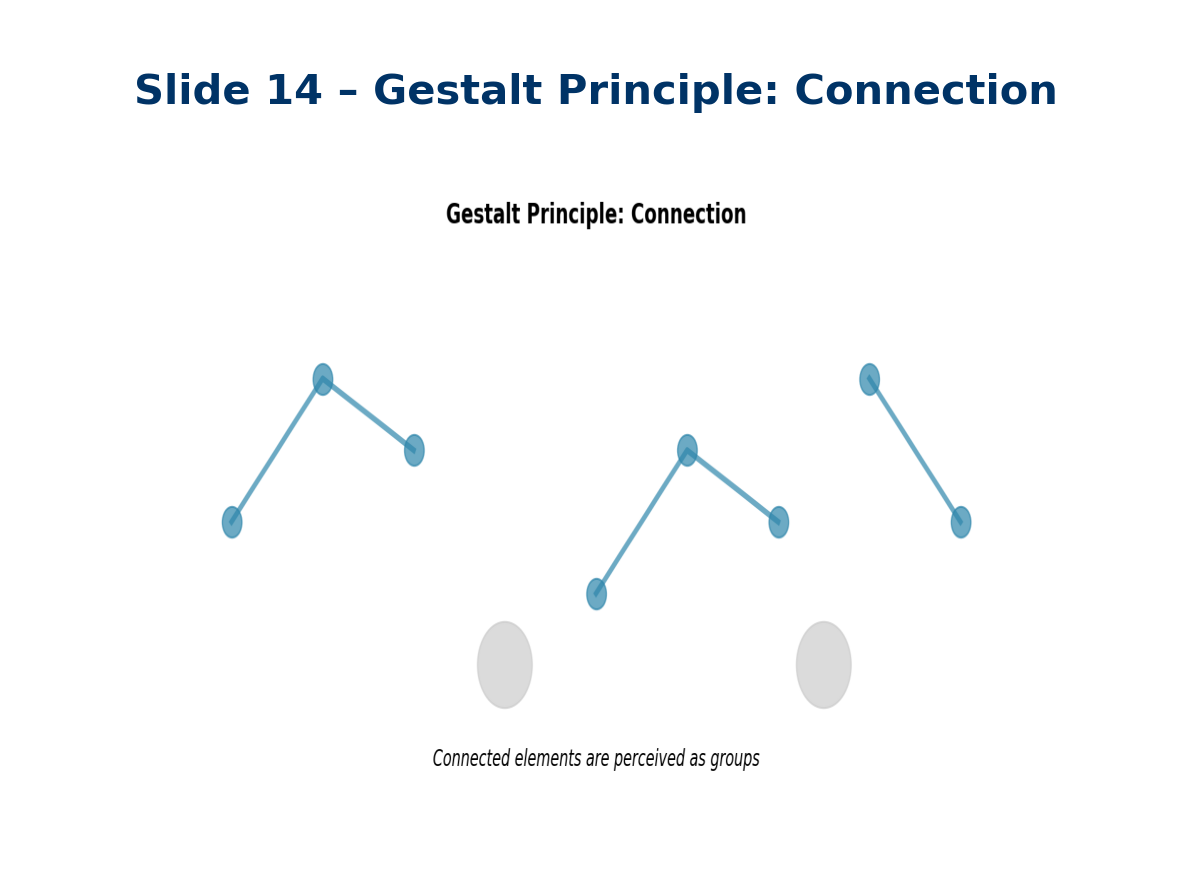 Slide 14 – Gestalt Principle: Connection
Gestalt Principle: Connection
Connected elements are perceived as groups